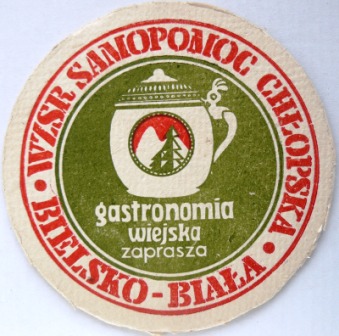 WZSR SAMOPOMOC CHŁOPSKA
BIELSKO-BIAŁA
gastronomia
wiejska
zaprasza